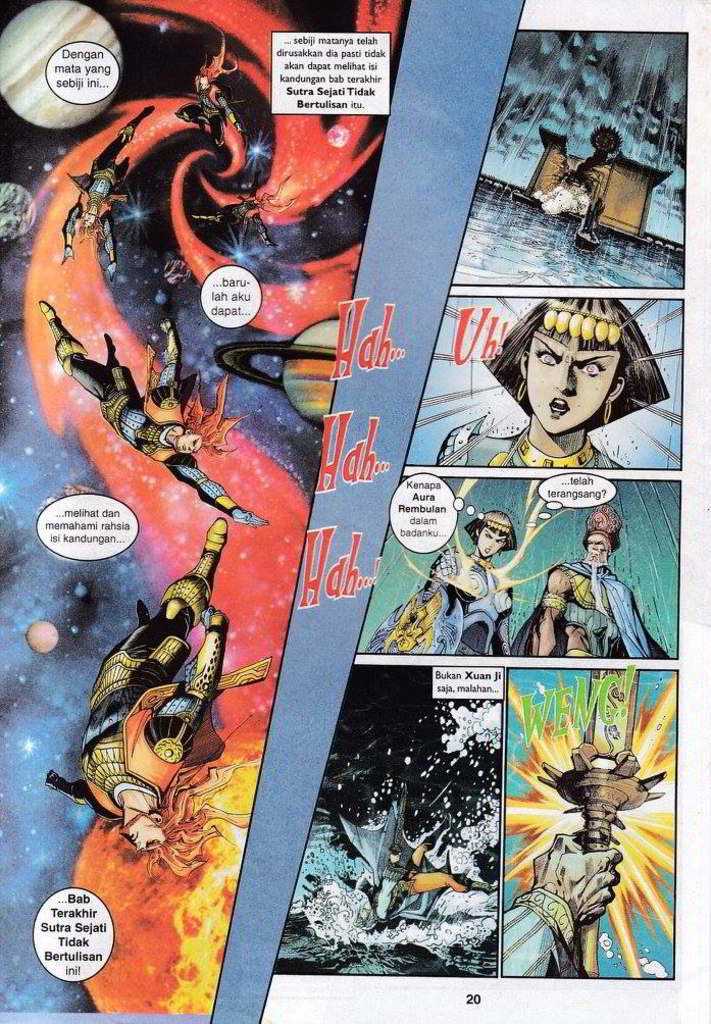 Dengan
mata yang
sebiji ini...
... sebiji matanya telah
dirusakkan dia pasti tidak
akan dapat melihat isi
kandungan bab terakhir
Sutra Sejati Tidak
Bertulisan itu.
...baru-
lah aku
dapat...
...melihat dan
memahami rahsia
isi kandungan...
...Bab
Terakhir
Sutra Sejati
Tidak
Bertulisan
ini!
Hah...
Hah...
Hah...!
Uh!
Kenapa
Aura
Rembulan
dalam
badanku...
...telah
terangsang?
Bukan Xuan Ji
saja, malahan...
WENG!
20